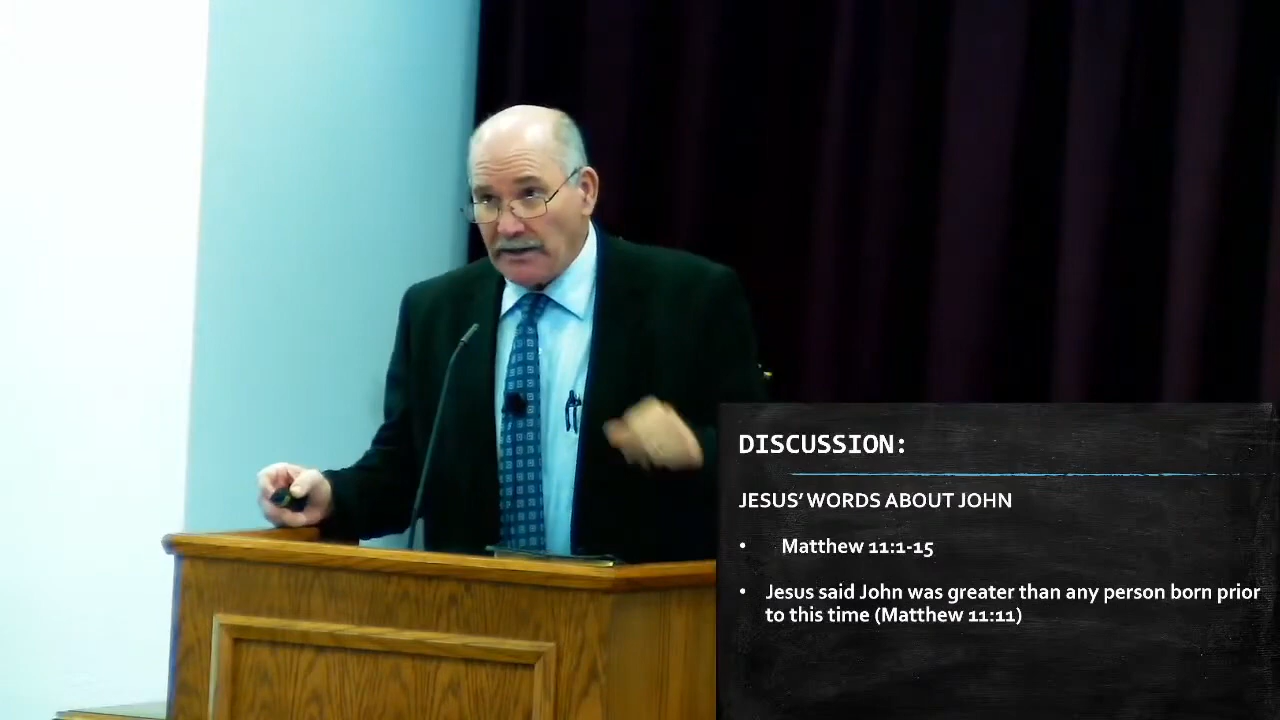 DISCUSSION:
JESUS’ WORDS ABOUT JOHN
• Matthew 11:1-15
• Jesus said John was greater than any person born prior
to this time (Matthew 11:11)